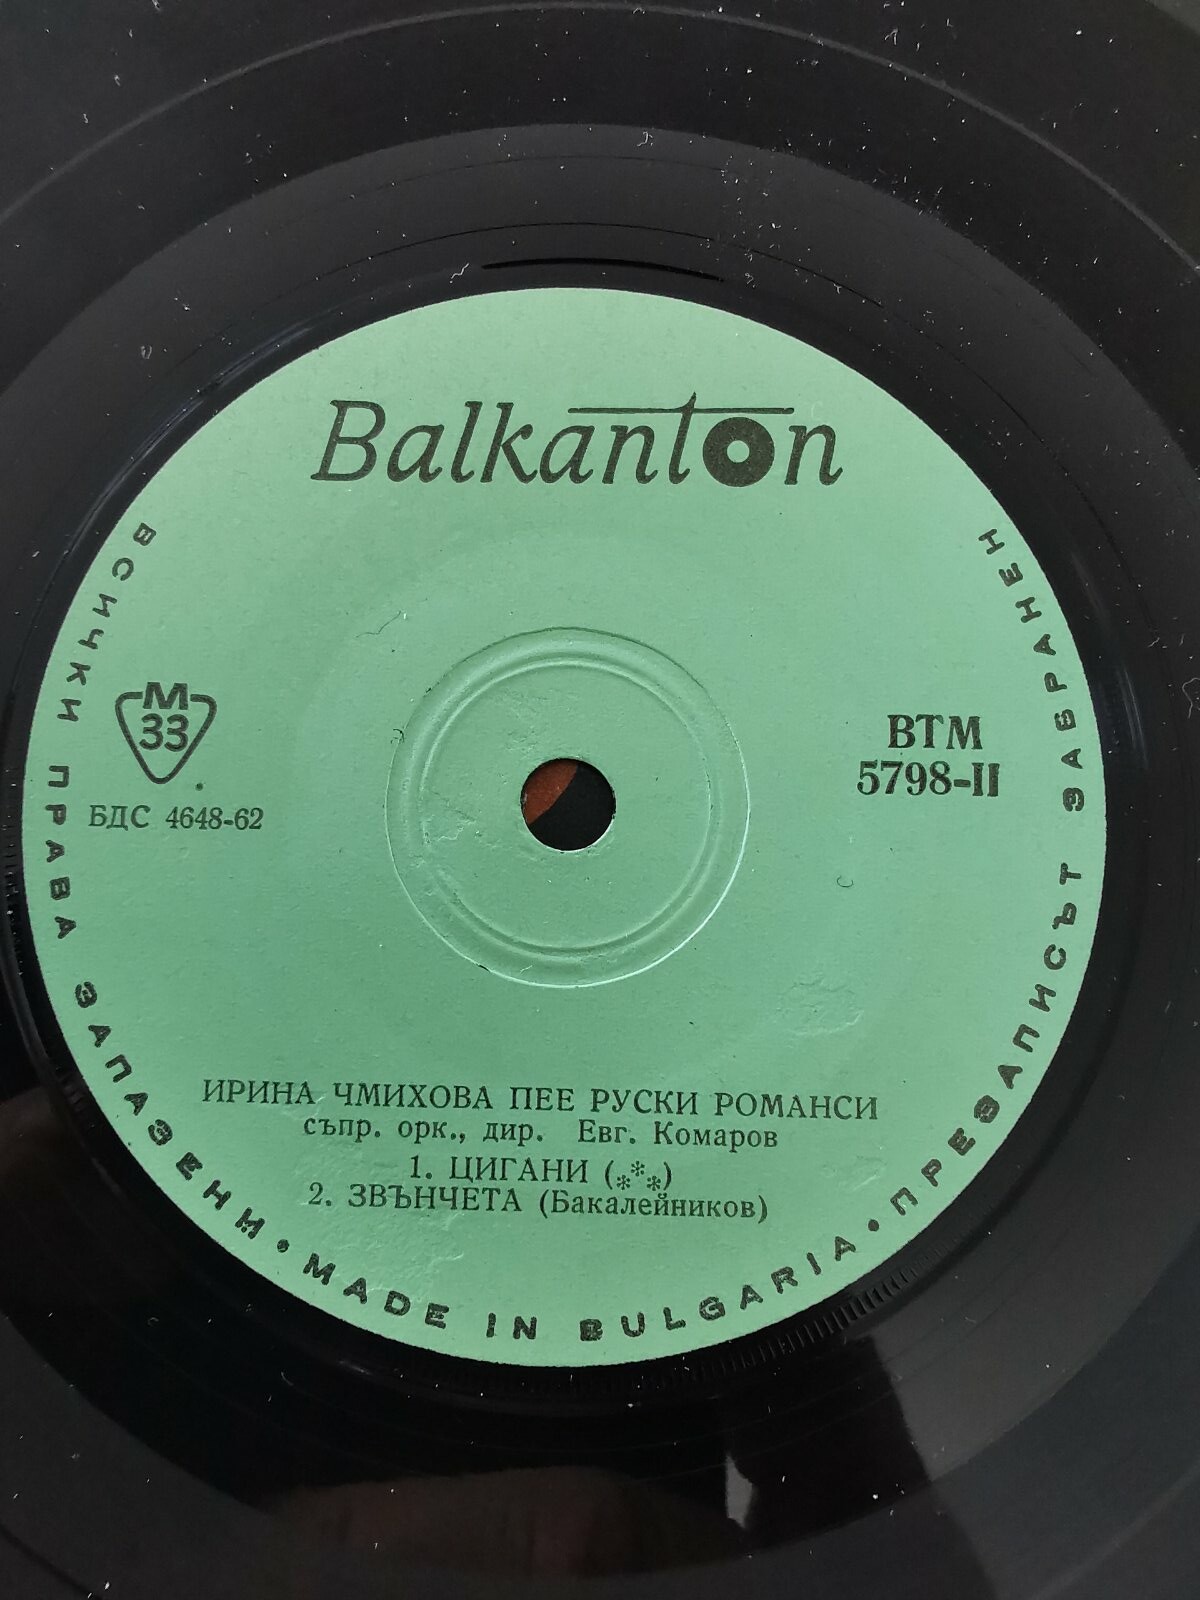 Balkanton
ВСИЧКИ ПРАВА ЗАПАЗЕНИ • MADE IN BULGARIA • ПРЕЗАПИСЪТ ЗАБРАНЕН
М
33
БДС 4648-62
ВТМ
5798-II
ИРИНА ЧМИХОВА ПЕЕ РУСКИ РОМАНСИ
съпр. орк., дир. Евг. Комаров
1. ЦИГАНИ (***)
2. ЗВЪНЧЕТА (Бакалейников)